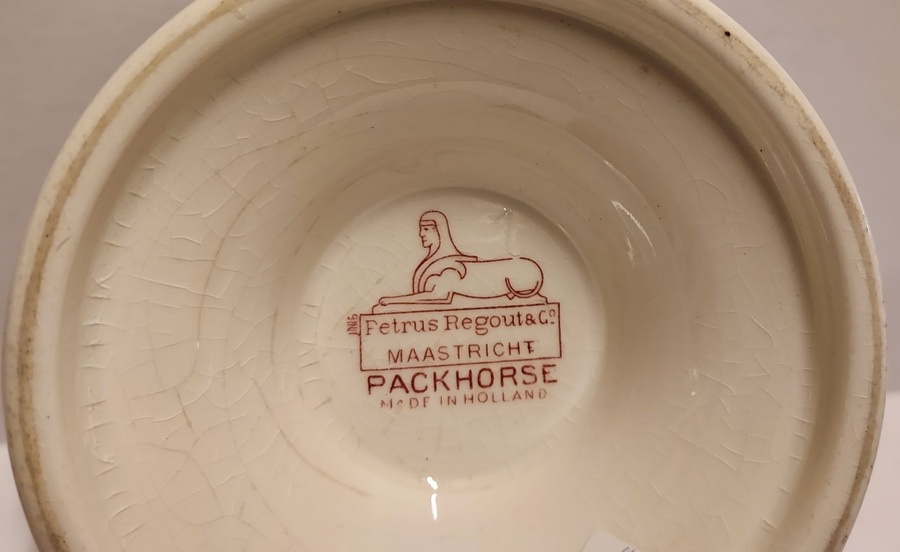 Petrus Regout & Co.
MAASTRICHT
PACKHORSE
MADE IN HOLLAND